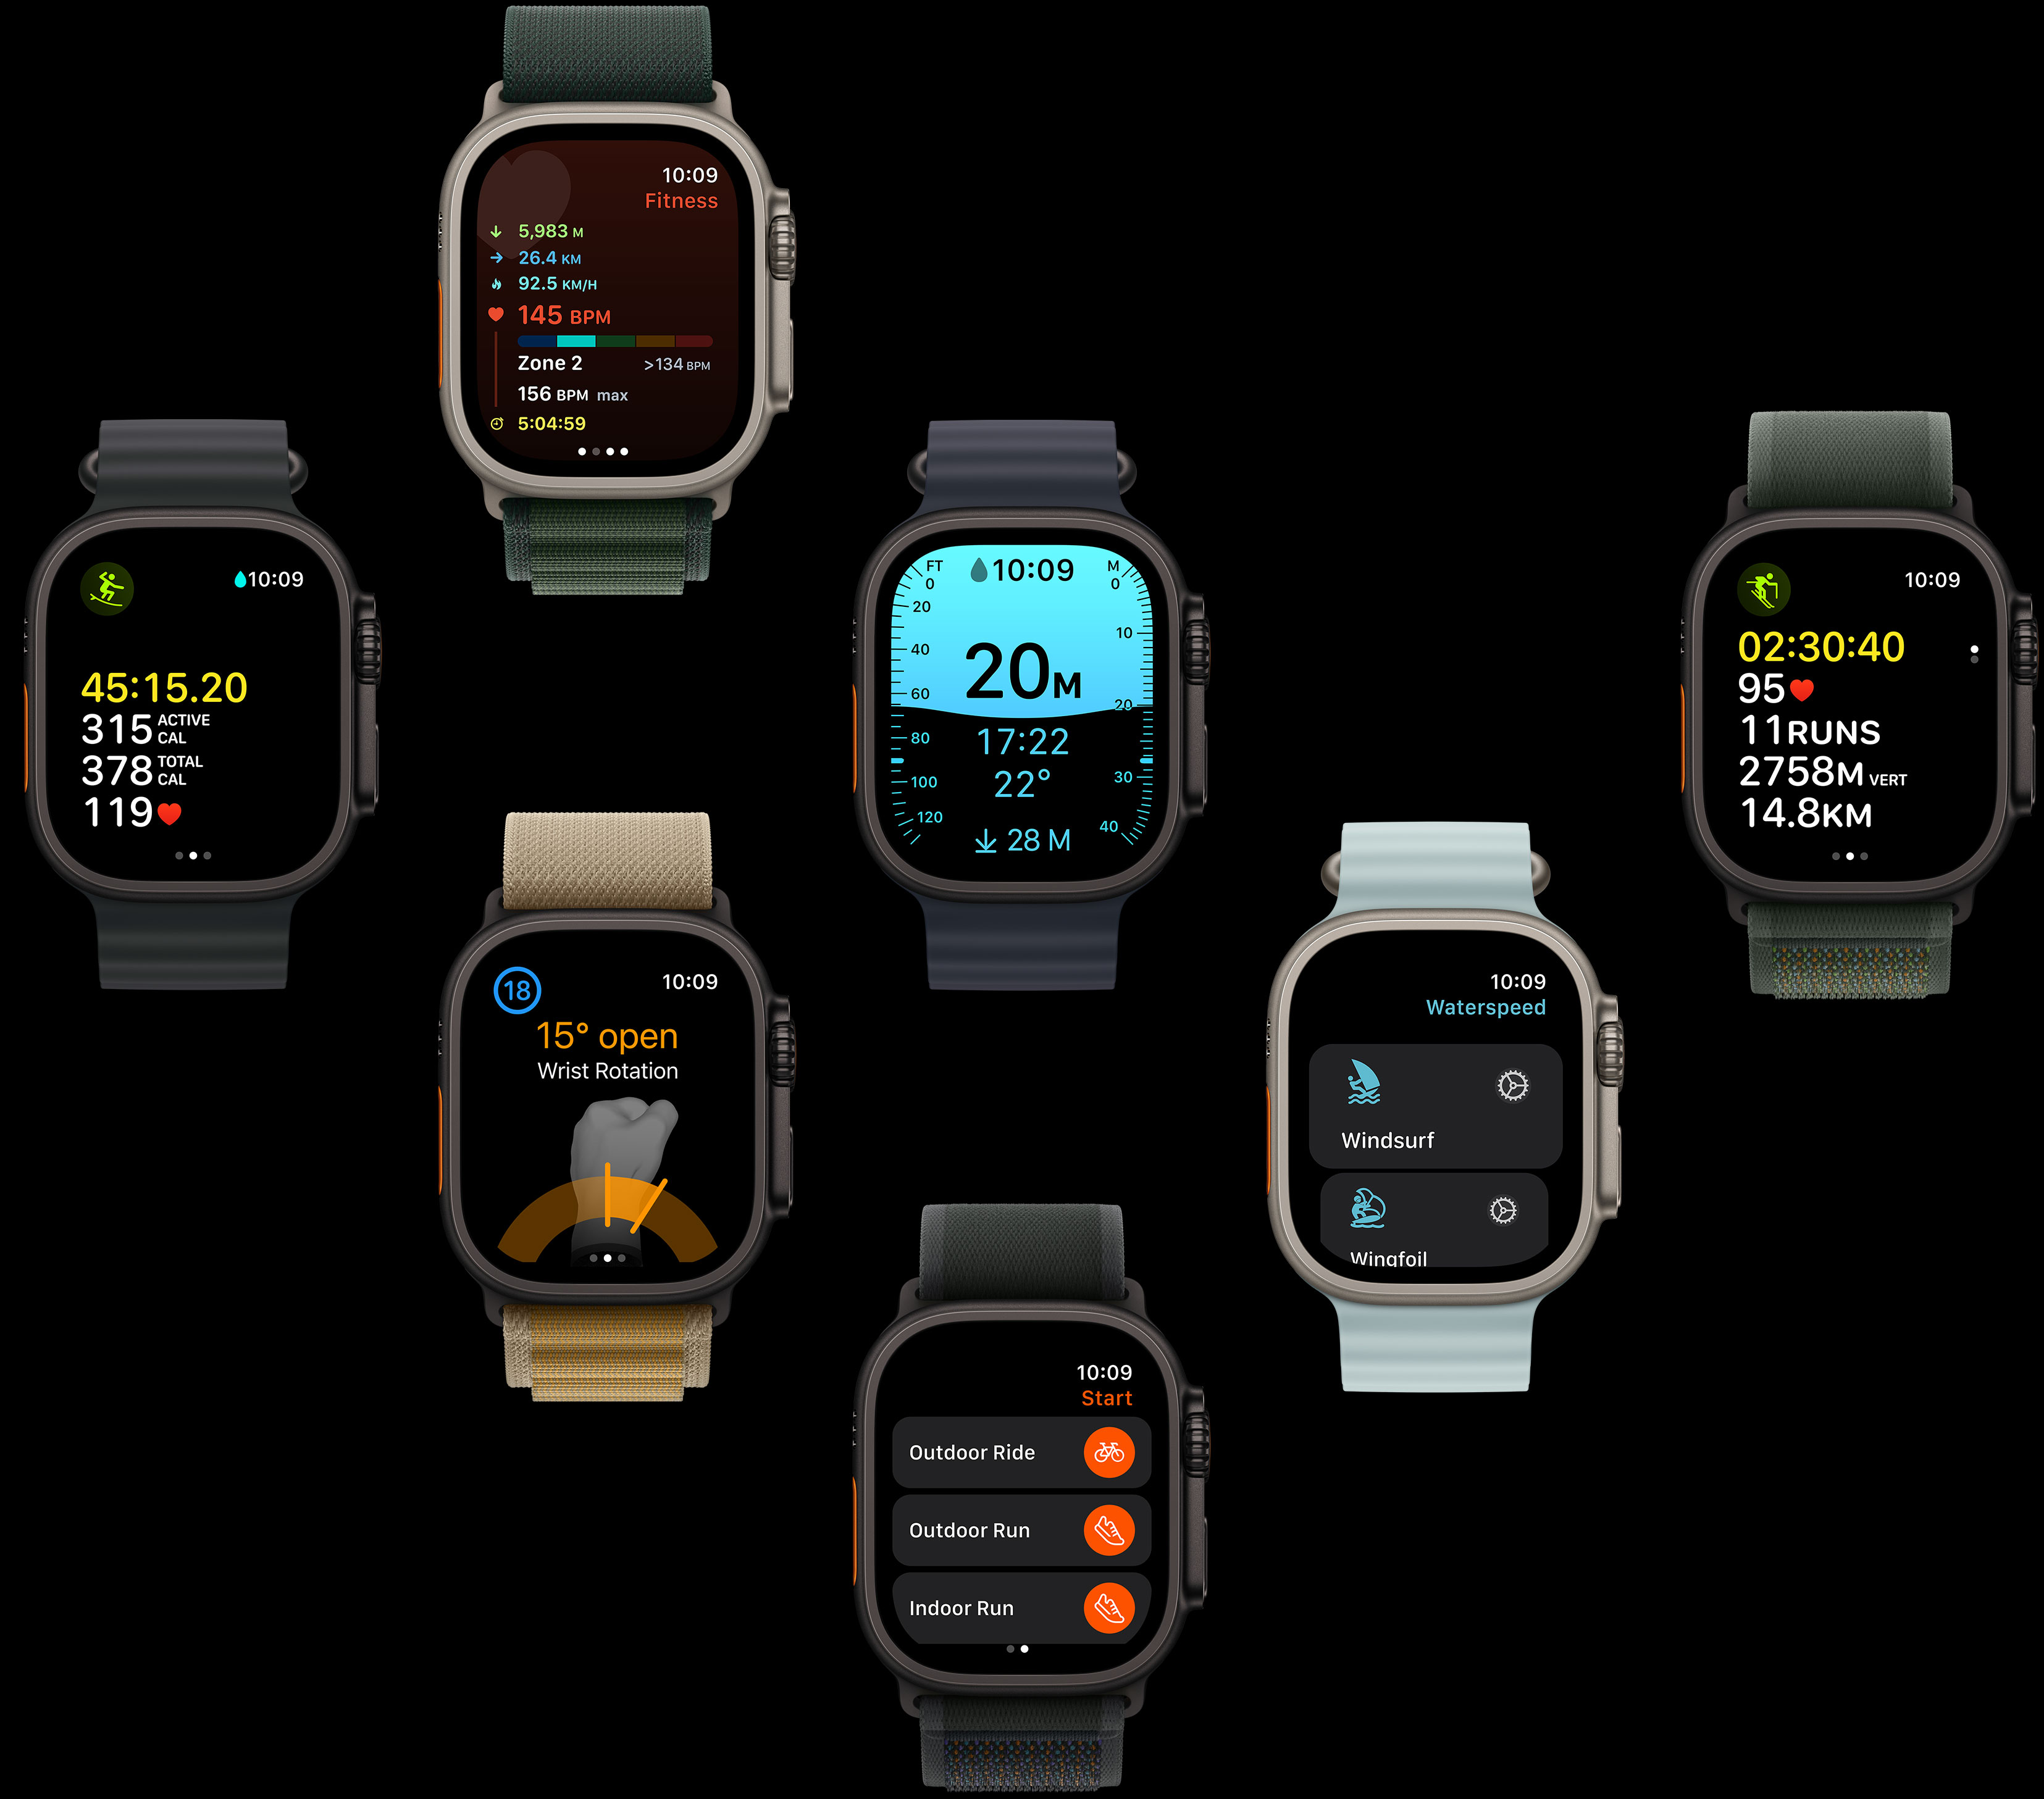 10:09
Fitness
5,983 M
26.4 KM
92.5 KM/H
145 BPM
Zone 2 >134 BPM
156 BPM max
5:04:59
10:09
45:15.20
315 ACTIVE CAL
378 TOTAL CAL
119
FT 10:09 M
0 0
20
10
40
20M
60
20
17:22
80
22°
30
100
120
40
28 M
10:09
02:30:40
95
11RUNS
2758M VERT
14.8KM
18 10:09
15° open
Wrist Rotation
10:09
Waterspeed
Windsurf
Wingfoil
10:09
Start
Outdoor Ride
Outdoor Run
Indoor Run